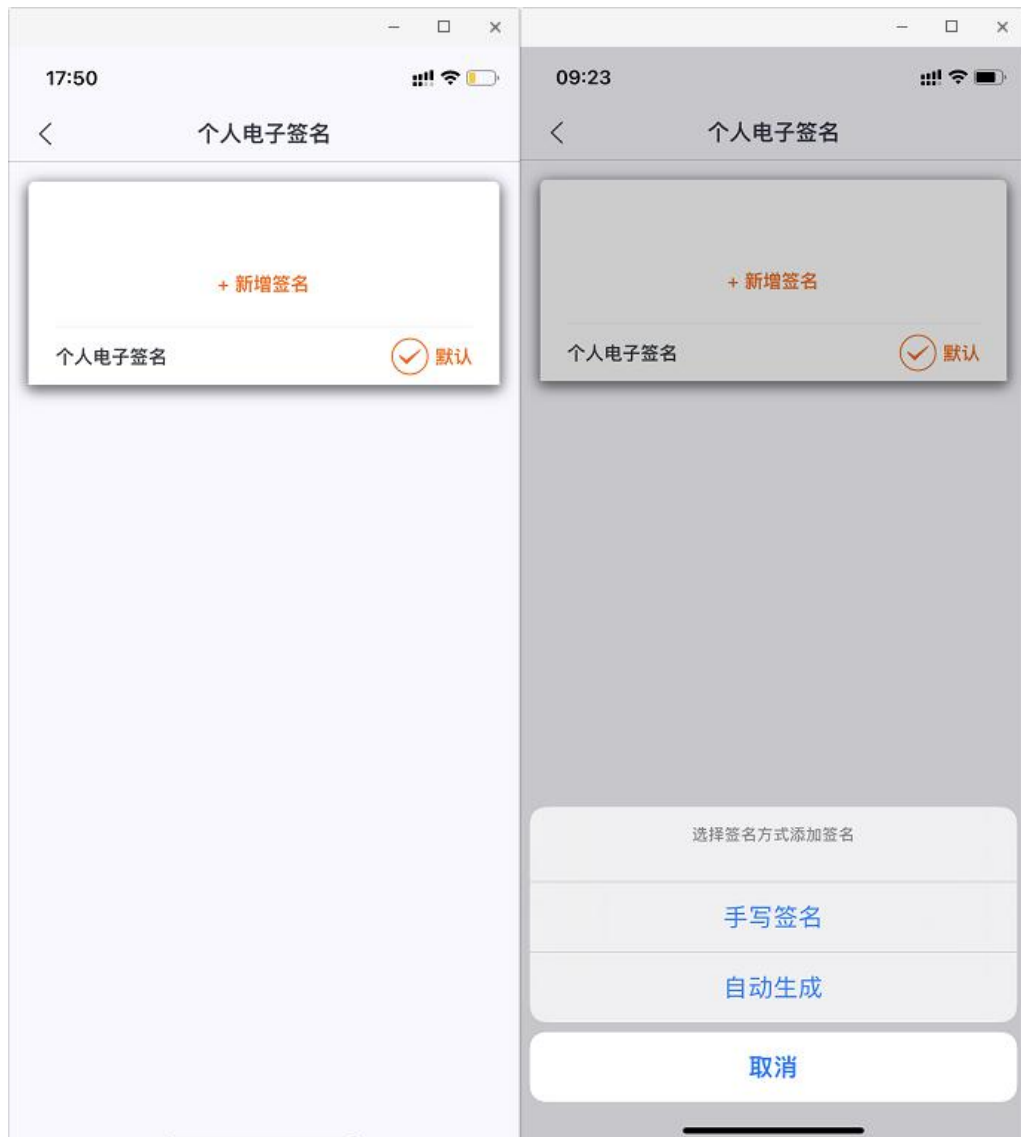 17:50
个人电子签名
+ 新增签名
个人电子签名
默认
09:23
个人电子签名
+ 新增签名
个人电子签名
默认
选择签名方式添加签名
手写签名
自动生成
取消